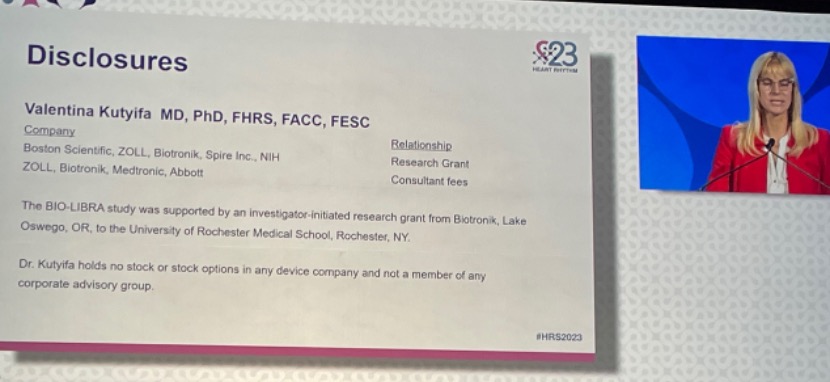 Disclosures
S23
HEART RHYTHM
Valentina Kutyifa MD, PhD, FHRS, FACC, FESC
Company
Relationship
Boston Scientific, ZOLL, Biotronik, Spire Inc., NIH
Research Grant
ZOLL, Biotronik, Medtronic, Abbott
Consultant fees
The BIO-LIBRA study was supported by an investigator-initiated research grant from Biotronik, Lake
Oswego, OR, to the University of Rochester Medical School, Rochester, NY.
Dr. Kutyifa holds no stock or stock options in any device company and not a member of any
corporate advisory group.
#HRS2023